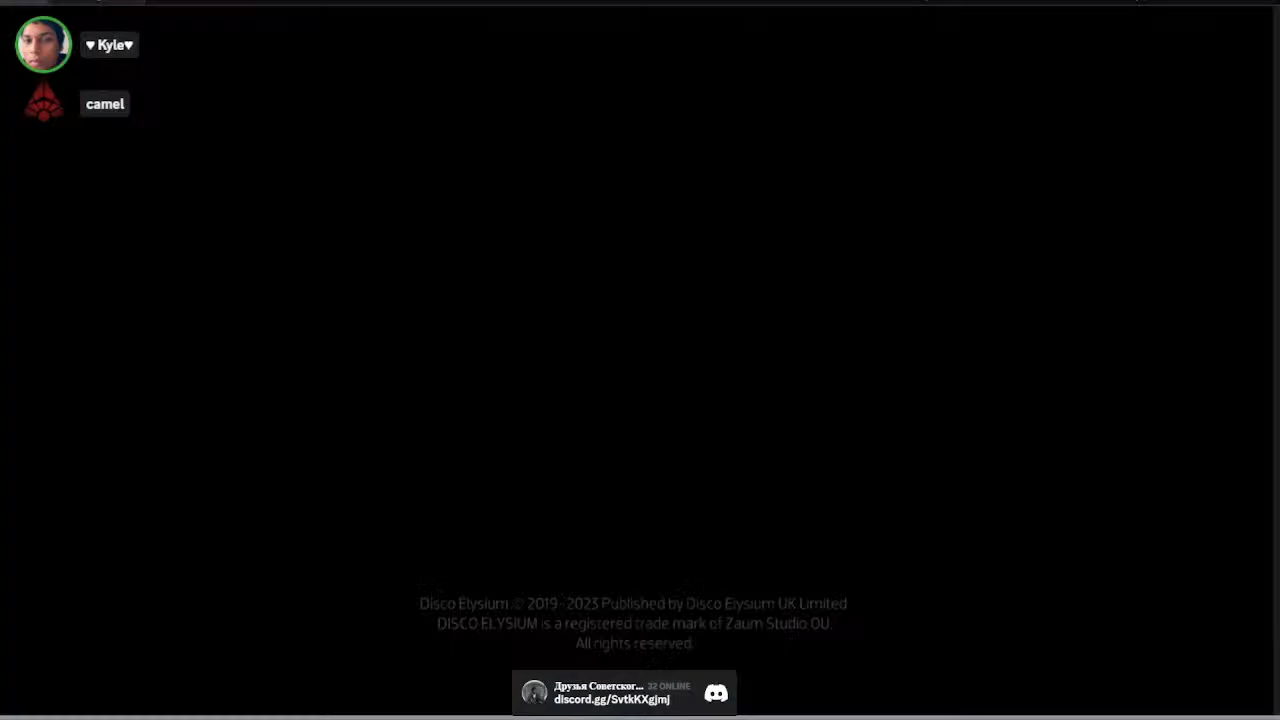 ♥ Kyle♥
camel
Disco Elysium © 2019-2023 Published by Disco Elysium UK Limited
DISCO ELYSIUM is a registered trade mark of Zaum Studio OU.
All rights reserved.
Друзья Советског... 32 ONLINE
discord.gg/SvtkKXgjmj